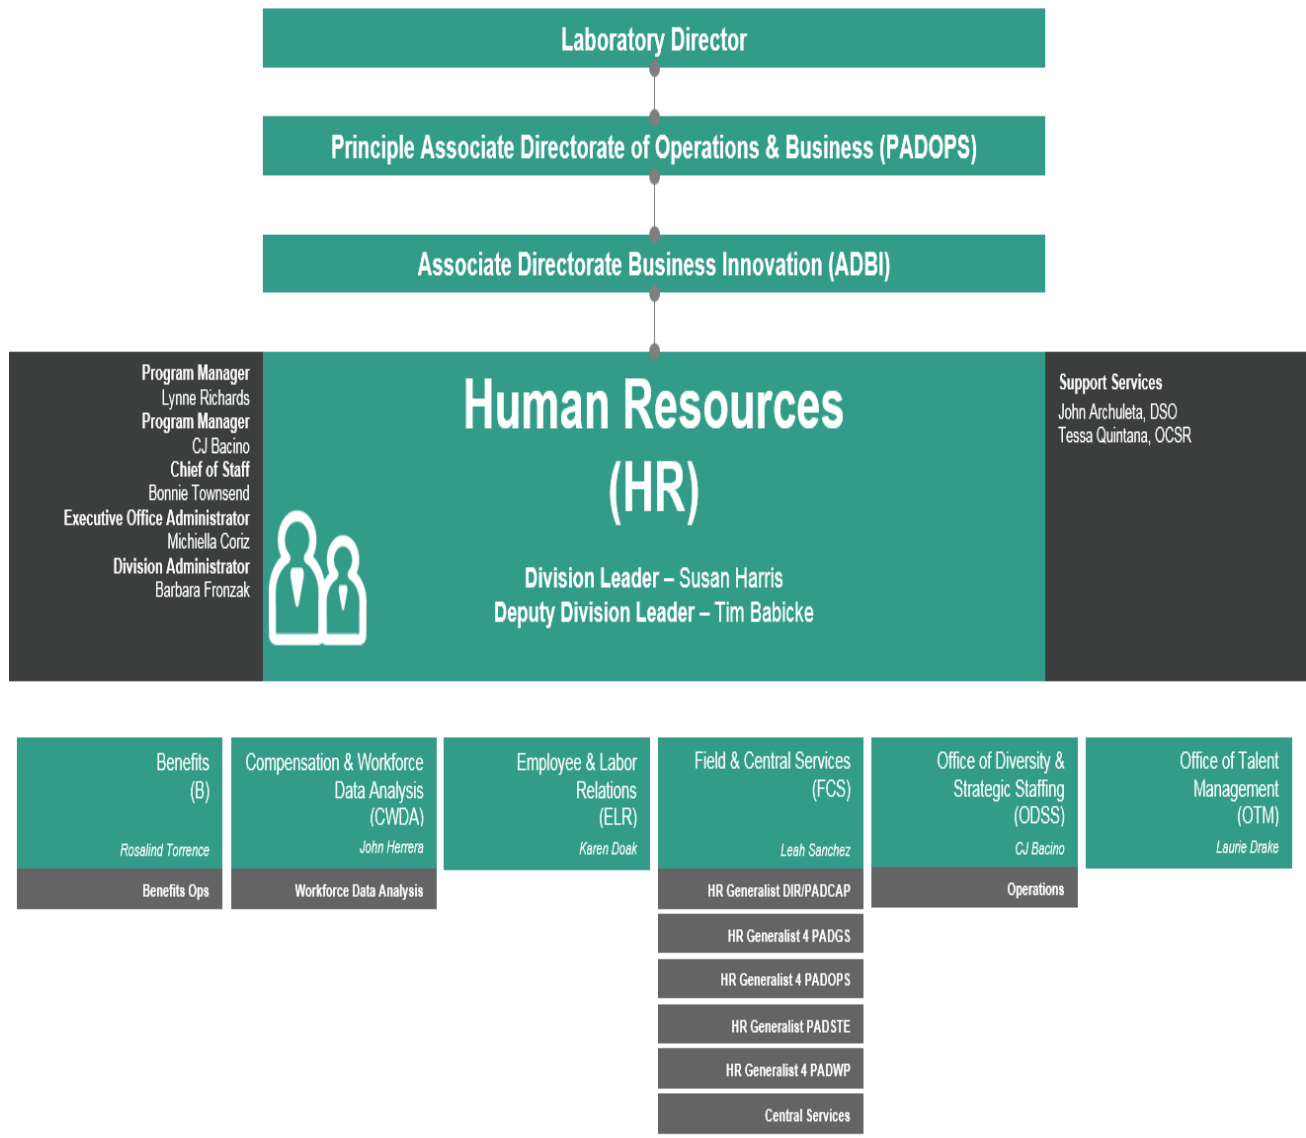 Laboratory Director
Principle Associate Directorate of Operations & Business (PADOPS)
Associate Directorate Business Innovation (ADBI)
Program Manager
Lynne Richards
Program Manager
CJ Bacino
Chief of Staff
Bonnie Townsend
Executive Office Administrator
Michiella Coriz
Division Administrator
Barbara Fronzak
Human Resources
(HR)
Division Leader – Susan Harris
Deputy Division Leader – Tim Babicke
Support Services
John Archuleta, DSO
Tessa Quintana, OCSR
Benefits
(B)
Rosalind Torrence
Benefits Ops
Compensation & Workforce
Data Analysis
(CWDA)
John Herrera
Workforce Data Analysis
Employee & Labor
Relations
(ELR)
Karen Doak
Field & Central Services
(FCS)
Leah Sanchez
HR Generalist DIR/PADCAP
HR Generalist 4 PADGS
HR Generalist 4 PADOPS
HR Generalist PADSTE
HR Generalist 4 PADWP
Central Services
Office of Diversity &
Strategic Staffing
(ODSS)
CJ Bacino
Operations
Office of Talent
Management
(OTM)
Laurie Drake